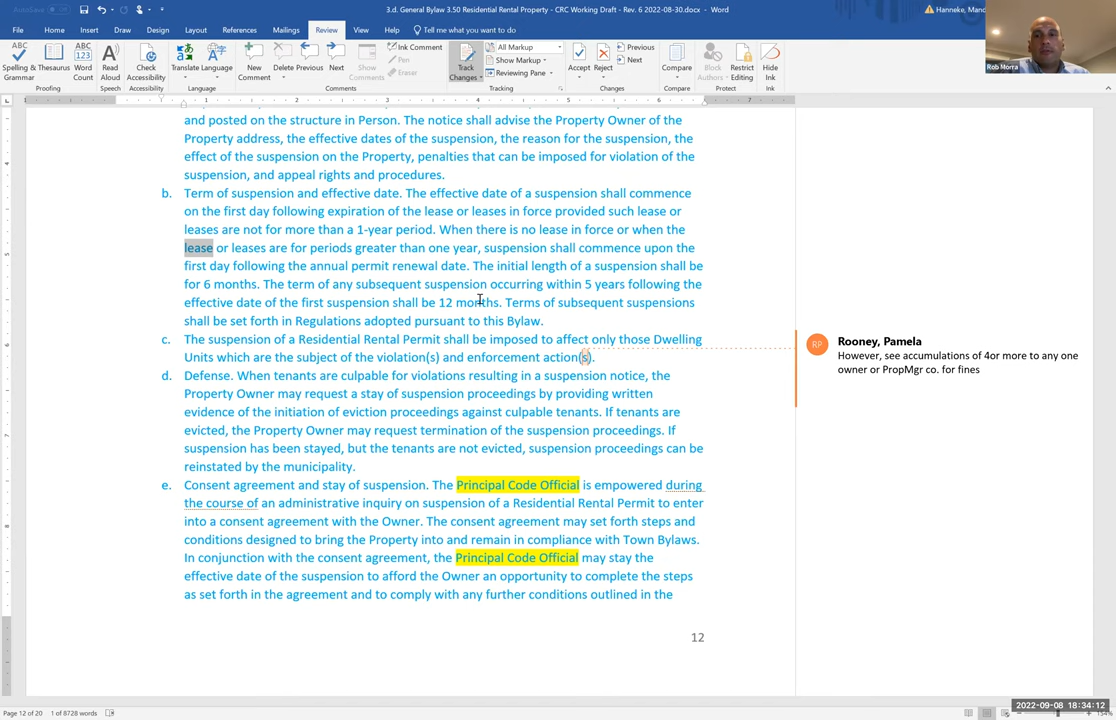 AutoSave Off
3.d. General Bylaw 3.50 Residential Rental Property - CRC Working Draft - Rev. 6 2022-08-30.docx - Word
Hanneke, Mand
File Home Insert Draw Design Layout References Mailings Review View Help Tell me what you want to do
Spelling & Grammar
Thesaurus
Word Count
Read Aloud
Check Accessibility
Translate
Language
New Comment
Delete
Previous
Next
Show Comments
Ink Comment
Pen
Eraser
Track Changes
All Markup
Show Markup
Reviewing Pane
Accept
Reject
Previous
Next
Compare
Block Authors
Restrict Editing
Hide Ink
Proofing
Speech
Accessibility
Language
Comments
Tracking
Changes
Compare
Protect
Ink
Rob Morra
1 2 3 4 5 6 7
and posted on the structure in Person. The notice shall advise the Property Owner of the
Property address, the effective dates of the suspension, the reason for the suspension, the
effect of the suspension on the Property, penalties that can be imposed for violation of the
suspension, and appeal rights and procedures.
b. Term of suspension and effective date. The effective date of a suspension shall commence
on the first day following expiration of the lease or leases in force provided such lease or
leases are not for more than a 1-year period. When there is no lease in force or when the
lease or leases are for periods greater than one year, suspension shall commence upon the
first day following the annual permit renewal date. The initial length of a suspension shall be
for 6 months. The term of any subsequent suspension occurring within 5 years following the
effective date of the first suspension shall be 12 months. Terms of subsequent suspensions
shall be set forth in Regulations adopted pursuant to this Bylaw.
c. The suspension of a Residential Rental Permit shall be imposed to affect only those Dwelling
Units which are the subject of the violation(s) and enforcement action(s).
d. Defense. When tenants are culpable for violations resulting in a suspension notice, the
Property Owner may request a stay of suspension proceedings by providing written
evidence of the initiation of eviction proceedings against culpable tenants. If tenants are
evicted, the Property Owner may request termination of the suspension proceedings. If
suspension has been stayed, but the tenants are not evicted, suspension proceedings can be
reinstated by the municipality.
e. Consent agreement and stay of suspension. The Principal Code Official is empowered during
the course of an administrative inquiry on suspension of a Residential Rental Permit to enter
into a consent agreement with the Owner. The consent agreement may set forth steps and
conditions designed to bring the Property into and remain in compliance with Town Bylaws.
In conjunction with the consent agreement, the Principal Code Official may stay the
effective date of the suspension to afford the Owner an opportunity to complete the steps
as set forth in the agreement and to comply with any further conditions outlined in the
12
RP
Rooney, Pamela
However, see accumulations of 4or more to any one
owner or PropMgr co. for fines
Page 12 of 20 1 of 8728 words
2022-09-08 18:34:12